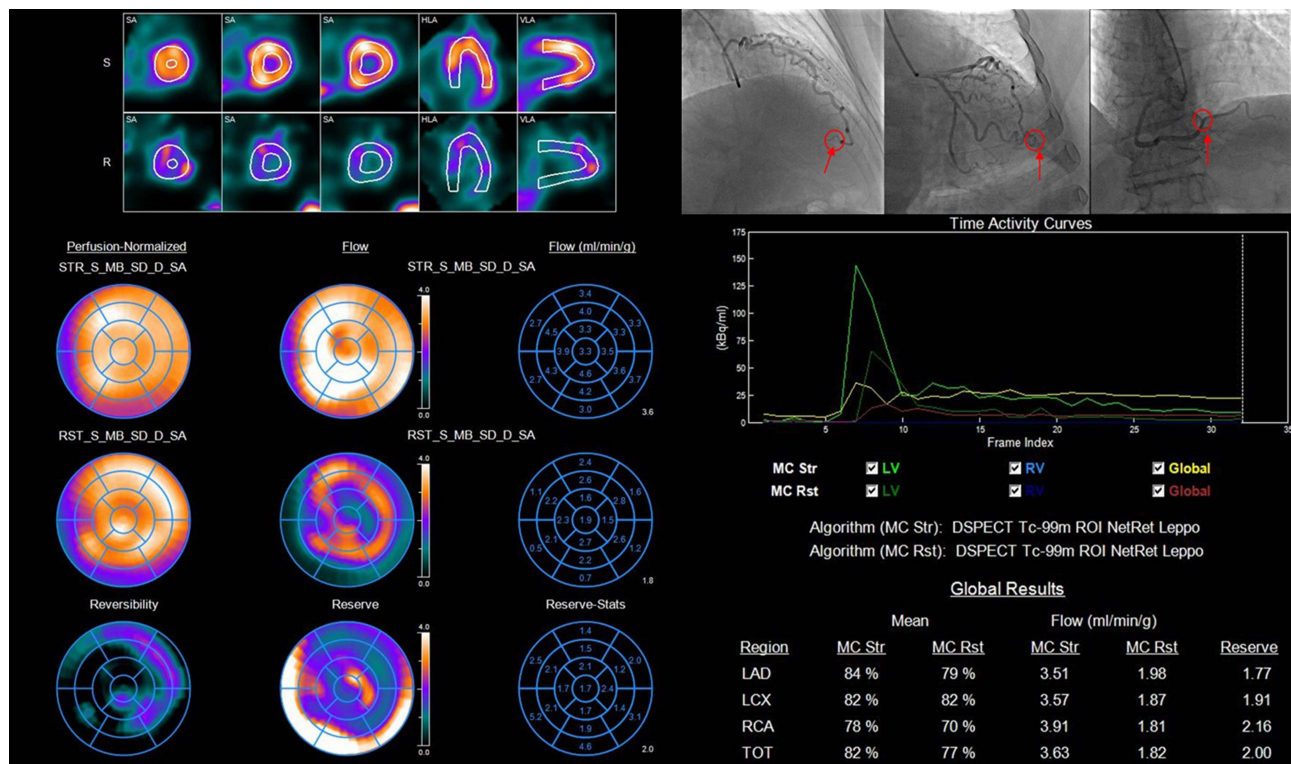 SA SA SA HLA VLA
S
SA SA SA HLA VLA
R
Perfusion-Normalized Flow Flow (ml/min/g)
STR_S_MB_SD_D_SA STR_S_MB_SD_D_SA
4.0
3.4
4.0
2.7 3.3
4.5 3.3 3.3
3.9 3.3 3.5
4.3 3.6
2.7 4.6 3.7
4.2
3.0
0.0
3.6
RST_S_MB_SD_D_SA RST_S_MB_SD_D_SA
4.0
2.4
2.6
1.1 1.6
2.2 1.6 2.8
2.3 1.9 1.5
2.1 2.6
0.5 2.7 1.2
2.2
0.7
0.0
1.8
Reversibility Reserve Reserve-Stats
4.0
1.4
1.5
2.5 2.0
2.1 1.2
1.7 1.7 2.4
2.1 1.4
5.2 3.1
1.9
4.6
0.0
2.0
Time Activity Curves
175
150
125
100
75
50
25
0
(kBq/ml)
5 10 15 20 25 30 35
Frame Index
MC Str LV RV Global
MC Rst LV RV Global
Algorithm (MC Str): DSPECT Tc-99m ROI NetRet Leppo
Algorithm (MC Rst): DSPECT Tc-99m ROI NetRet Leppo
Global Results
Mean Flow (ml/min/g)
Region MC Str MC Rst MC Str MC Rst Reserve
LAD 84 % 79 % 3.51 1.98 1.77
LCX 82 % 82 % 3.57 1.87 1.91
RCA 78 % 70 % 3.91 1.81 2.16
TOT 82 % 77 % 3.63 1.82 2.00